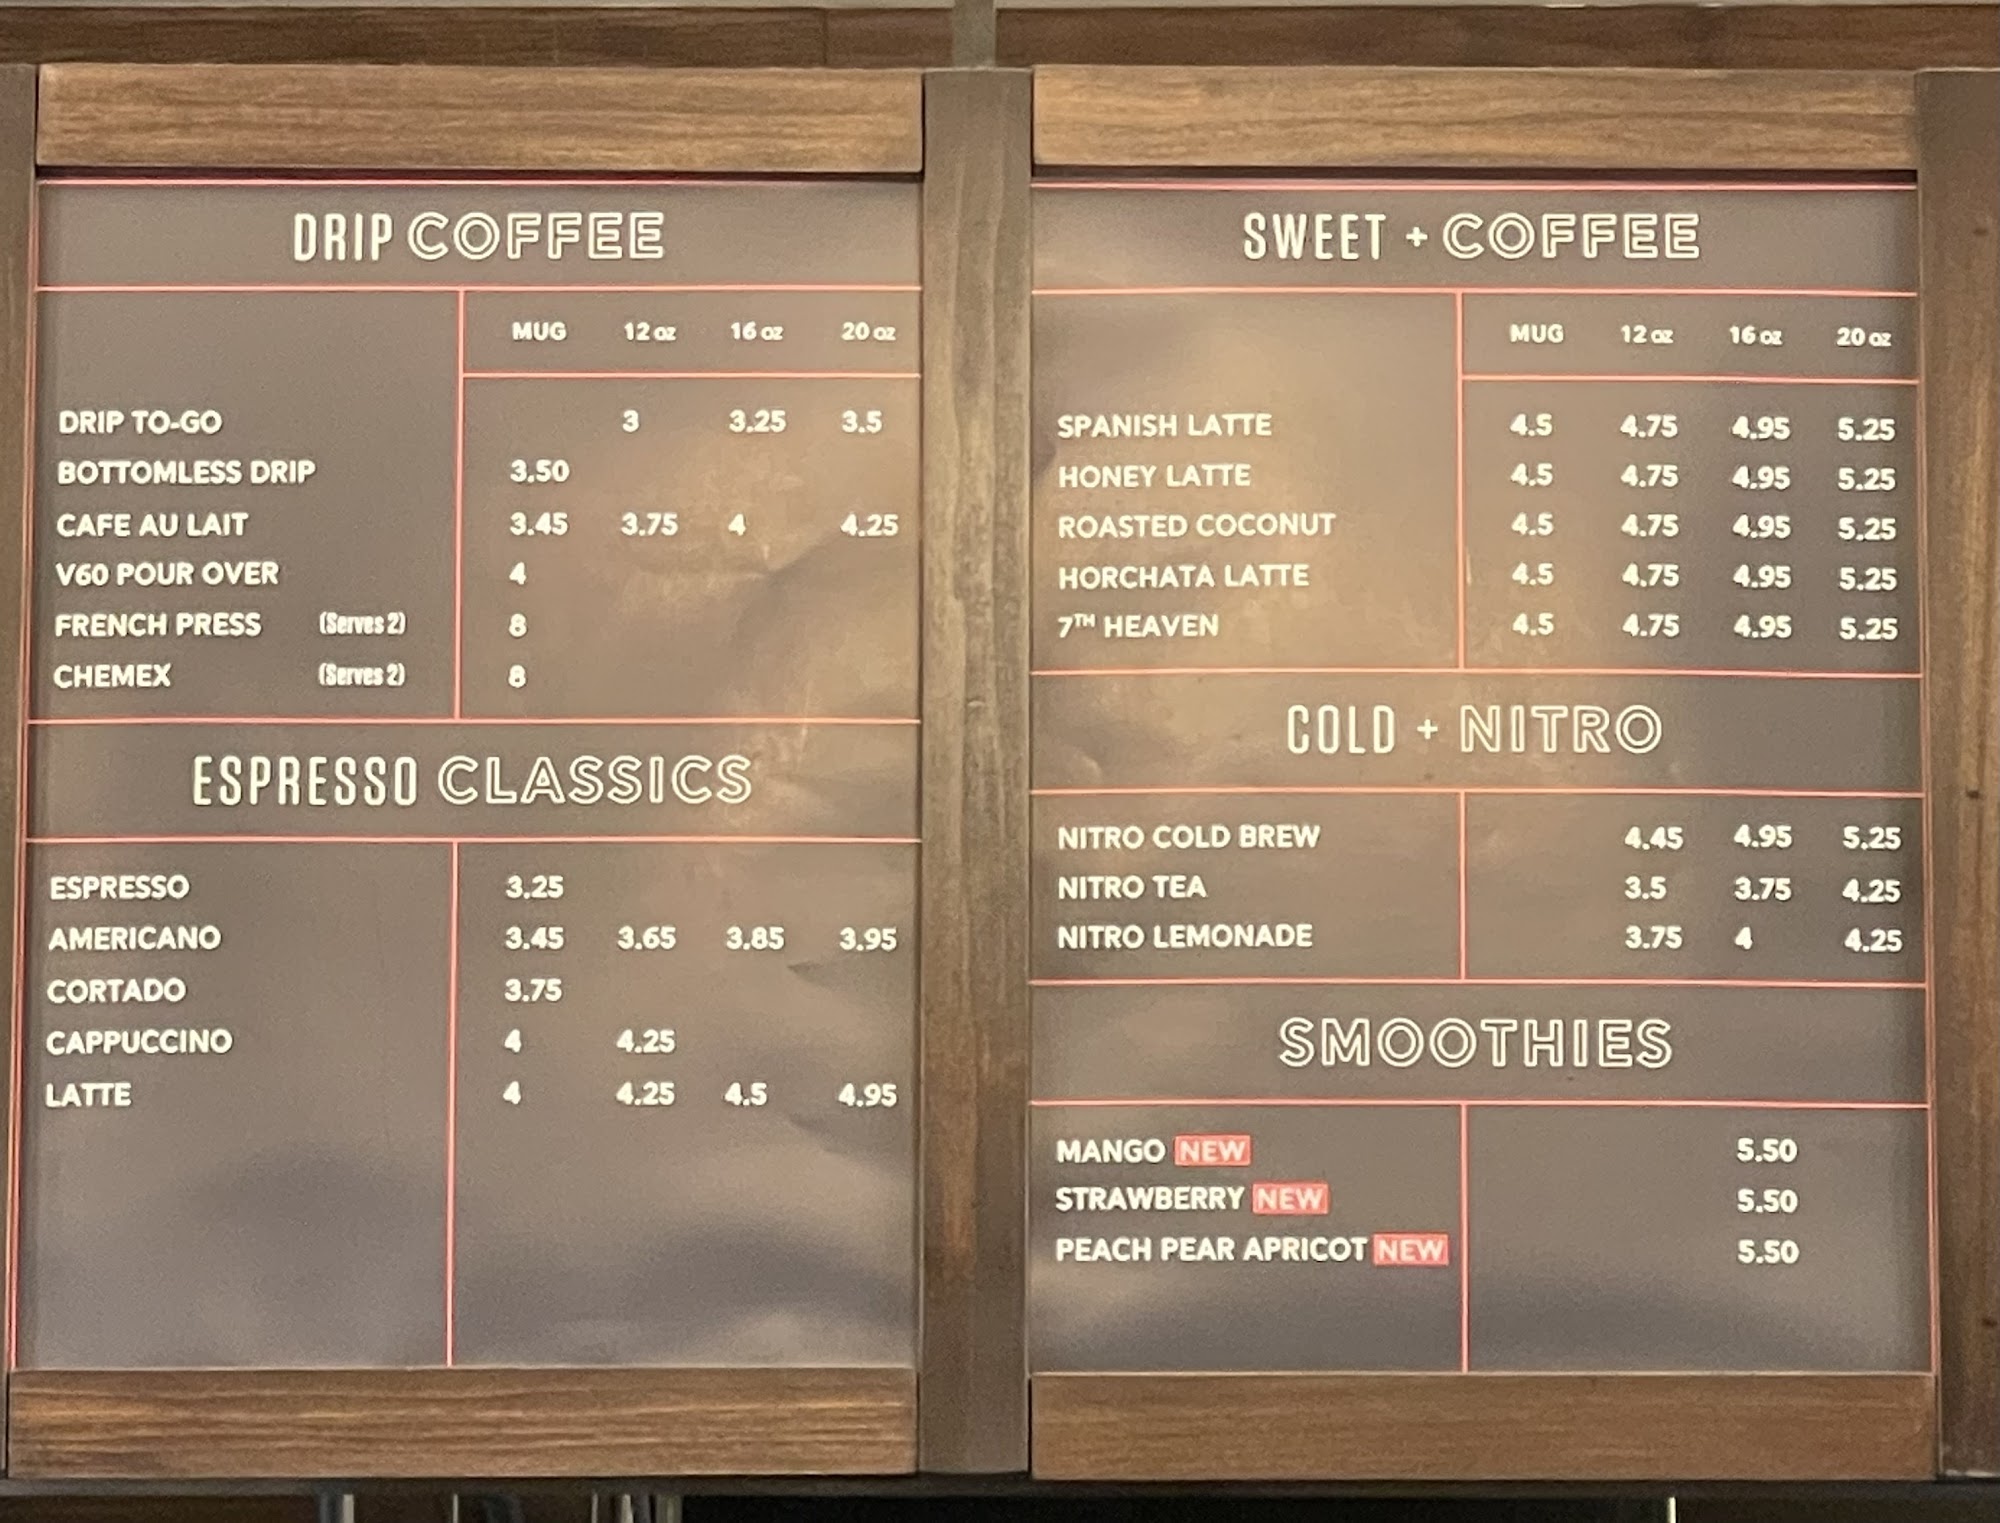 DRIP COFFEE
MUG 12 oz 16 oz 20 oz
DRIP TO-GO 3 3.25 3.5
BOTTOMLESS DRIP 3.50
CAFE AU LAIT 3.45 3.75 4 4.25
V60 POUR OVER 4
FRENCH PRESS (Serves 2) 8
CHEMEX (Serves 2) 8
ESPRESSO CLASSICS
ESPRESSO 3.25
AMERICANO 3.45 3.65 3.85 3.95
CORTADO 3.75
CAPPUCCINO 4 4.25
LATTE 4 4.25 4.5 4.95
SWEET + COFFEE
MUG 12 oz 16 oz 20 oz
SPANISH LATTE 4.5 4.75 4.95 5.25
HONEY LATTE 4.5 4.75 4.95 5.25
ROASTED COCONUT 4.5 4.75 4.95 5.25
HORCHATA LATTE 4.5 4.75 4.95 5.25
7TH HEAVEN 4.5 4.75 4.95 5.25
COLD + NITRO
NITRO COLD BREW 4.45 4.95 5.25
NITRO TEA 3.5 3.75 4.25
NITRO LEMONADE 3.75 4 4.25
SMOOTHIES
MANGO NEW 5.50
STRAWBERRY NEW 5.50
PEACH PEAR APRICOT NEW 5.50